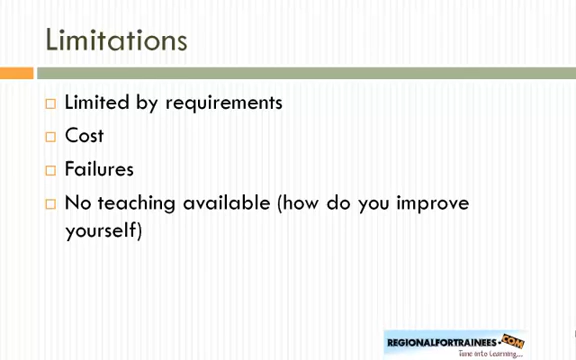 Limitations
Limited by requirements
Cost
Failures
No teaching available (how do you improve
yourself)
REGIONALFORTRAINEES.COM
Tune into Learning...